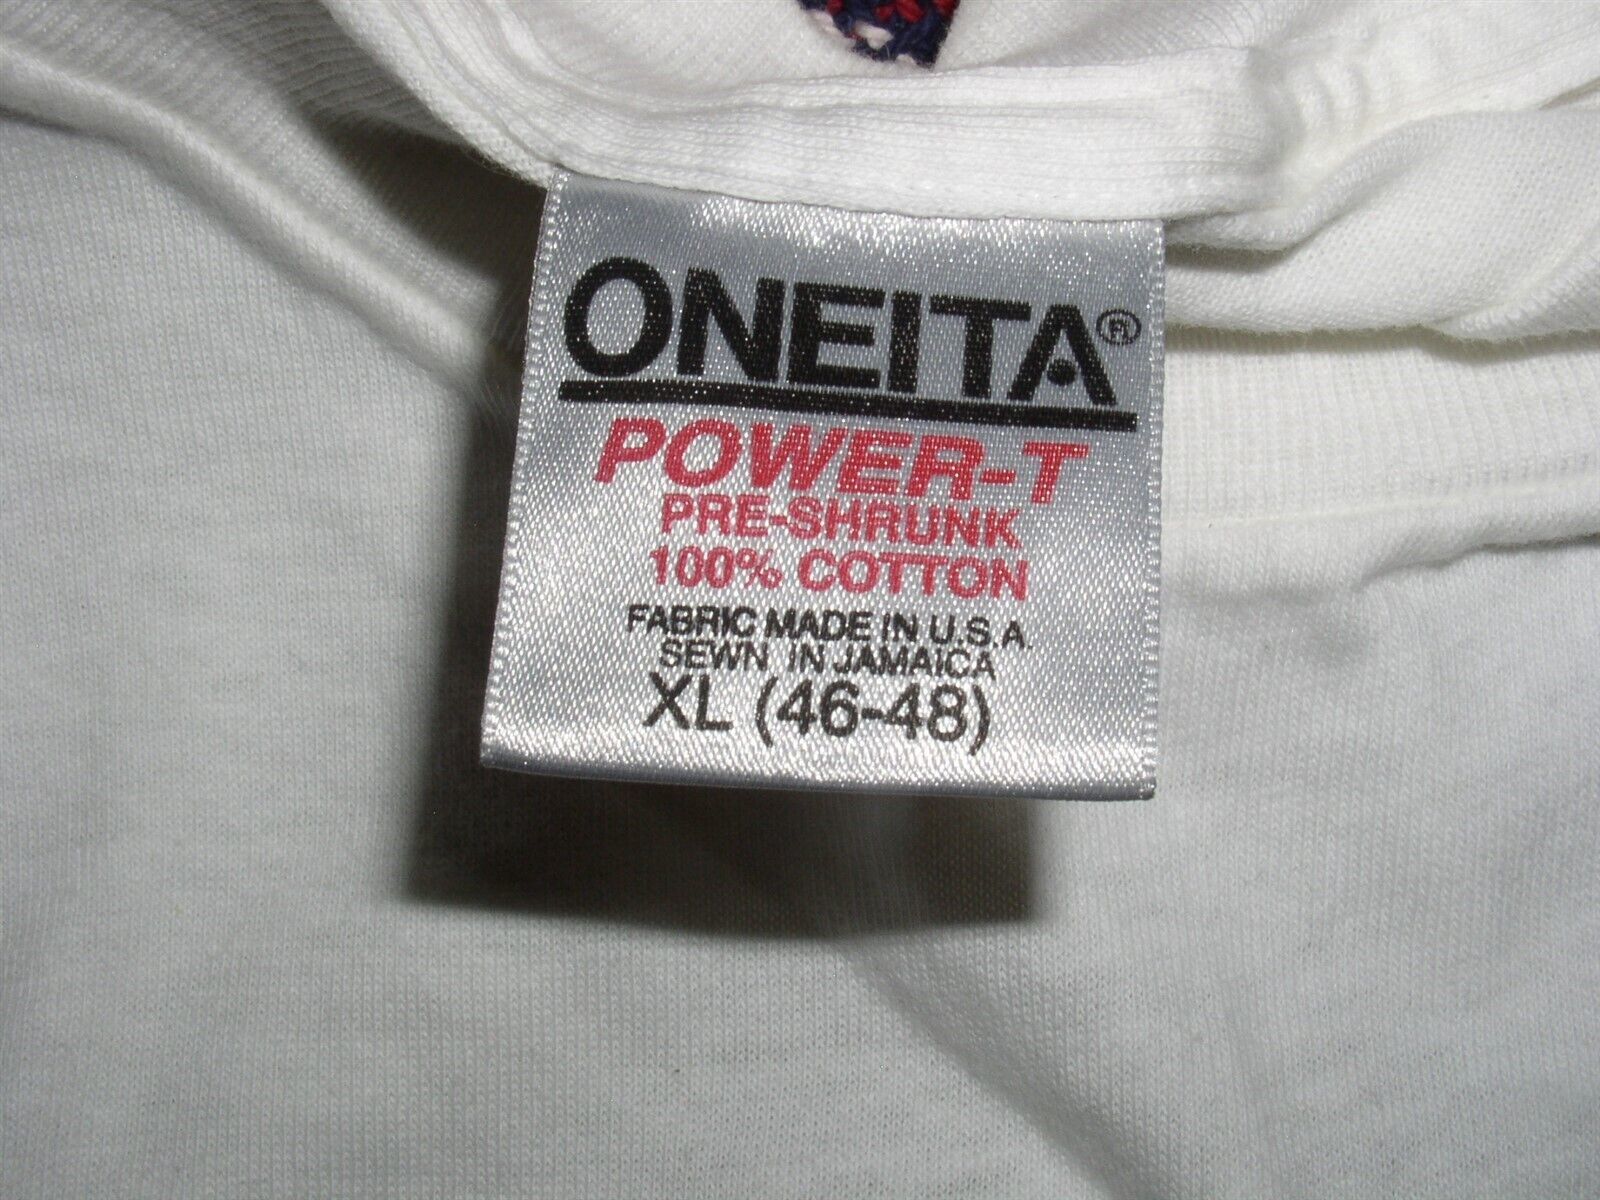 ONEITA®
POWER-T
PRE-SHRUNK
100% COTTON
FABRIC MADE IN U.S.A.
SEWN IN JAMAICA
XL (46-48)